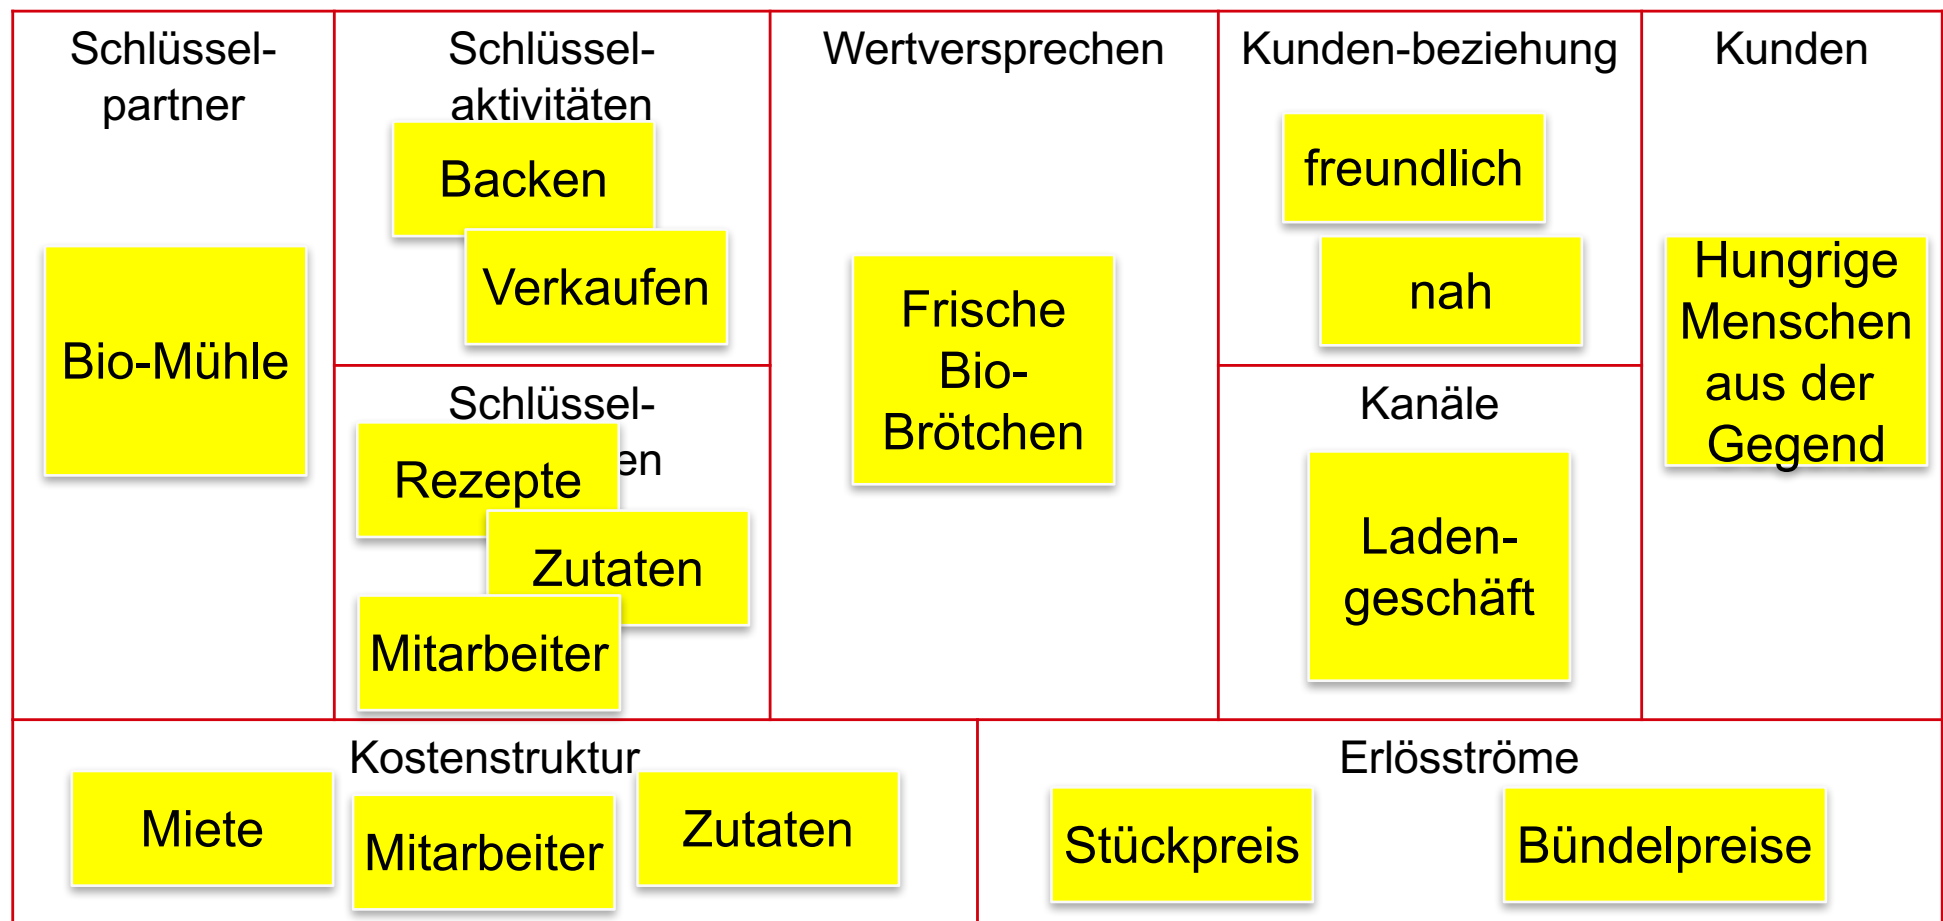 Schlüssel-
partner
Bio-Mühle
Schlüssel-
aktivitäten
Backen
Verkaufen
Schlüssel-
en
Rezepte
Zutaten
Mitarbeiter
Wertversprechen
Frische
Bio-
Brötchen
Kunden-beziehung
freundlich
nah
Kanäle
Laden-
geschäft
Kunden
Hungrige
Menschen
aus der
Gegend
Kostenstruktur
Miete
Mitarbeiter
Zutaten
Erlösströme
Stückpreis
Bündelpreise